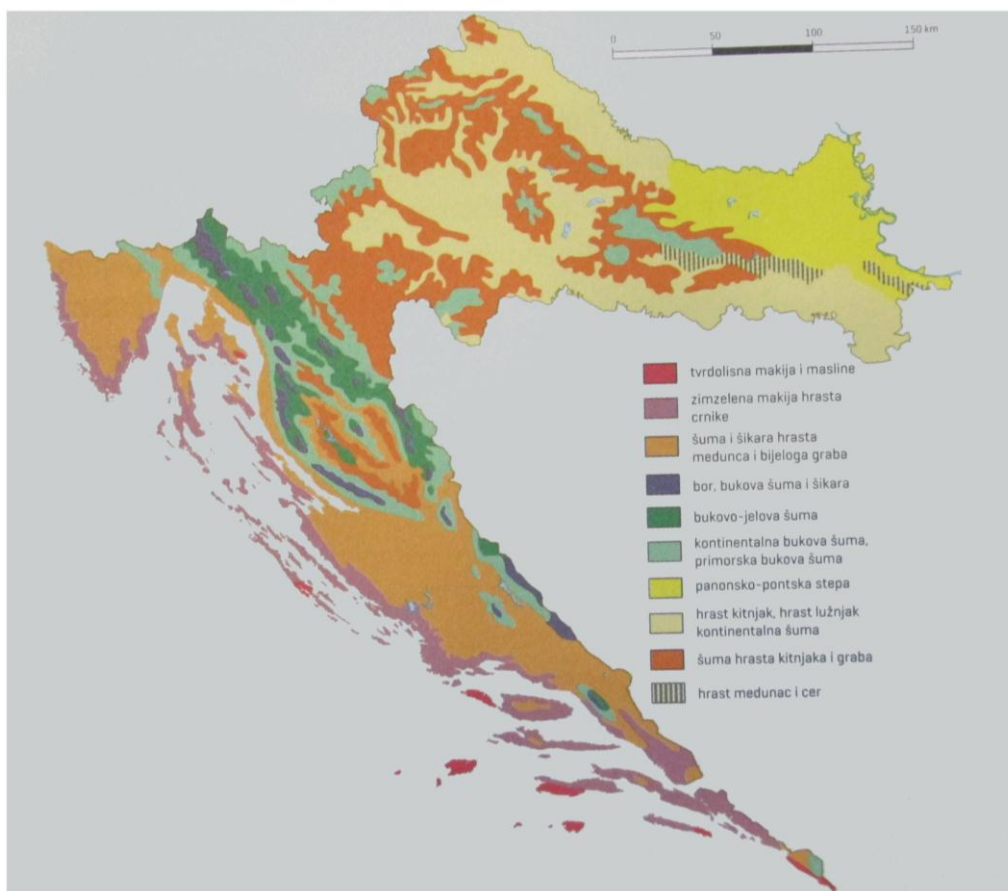 0 50 100 150 km
tvrdolisna makija i masline
zimzelena makija hrasta
crnike
šuma i šikara hrasta
medunca i bijeloga graba
bor, bukova šuma i šikara
bukovo-jelova šuma
kontinentalna bukova šuma,
primorska bukova šuma
panonsko-pontska stepa
hrast kitnjak, hrast lužnjak
kontinentalna šuma
šuma hrasta kitnjaka i graba
hrast medunac i cer